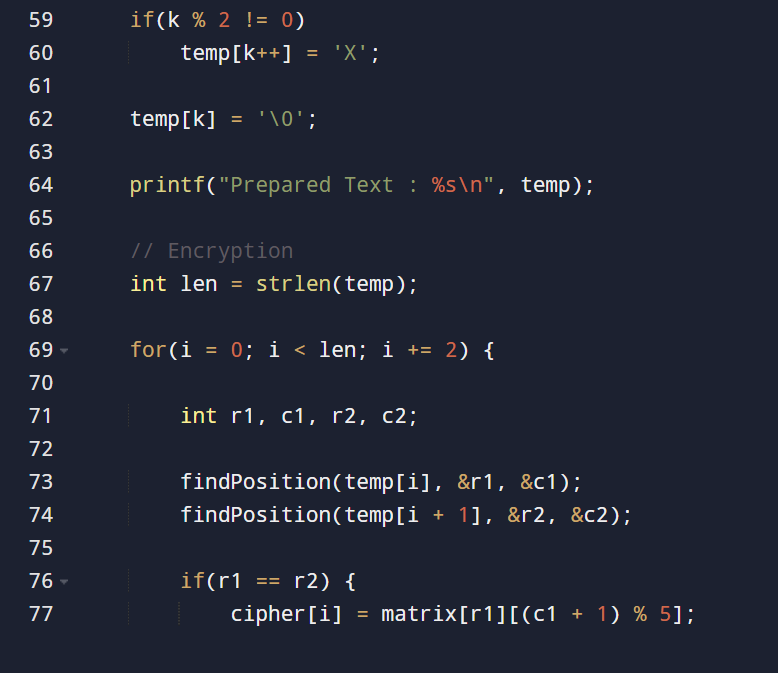 59 if(k % 2 != 0)
60 temp[k++] = 'X';
61
62 temp[k] = '\0';
63
64 printf("Prepared Text : %s\n", temp);
65
66 // Encryption
67 int len = strlen(temp);
68
69 for(i = 0; i < len; i += 2) {
70
71 int r1, c1, r2, c2;
72
73 findPosition(temp[i], &r1, &c1);
74 findPosition(temp[i + 1], &r2, &c2);
75
76 if(r1 == r2) {
77 cipher[i] = matrix[r1][(c1 + 1) % 5];